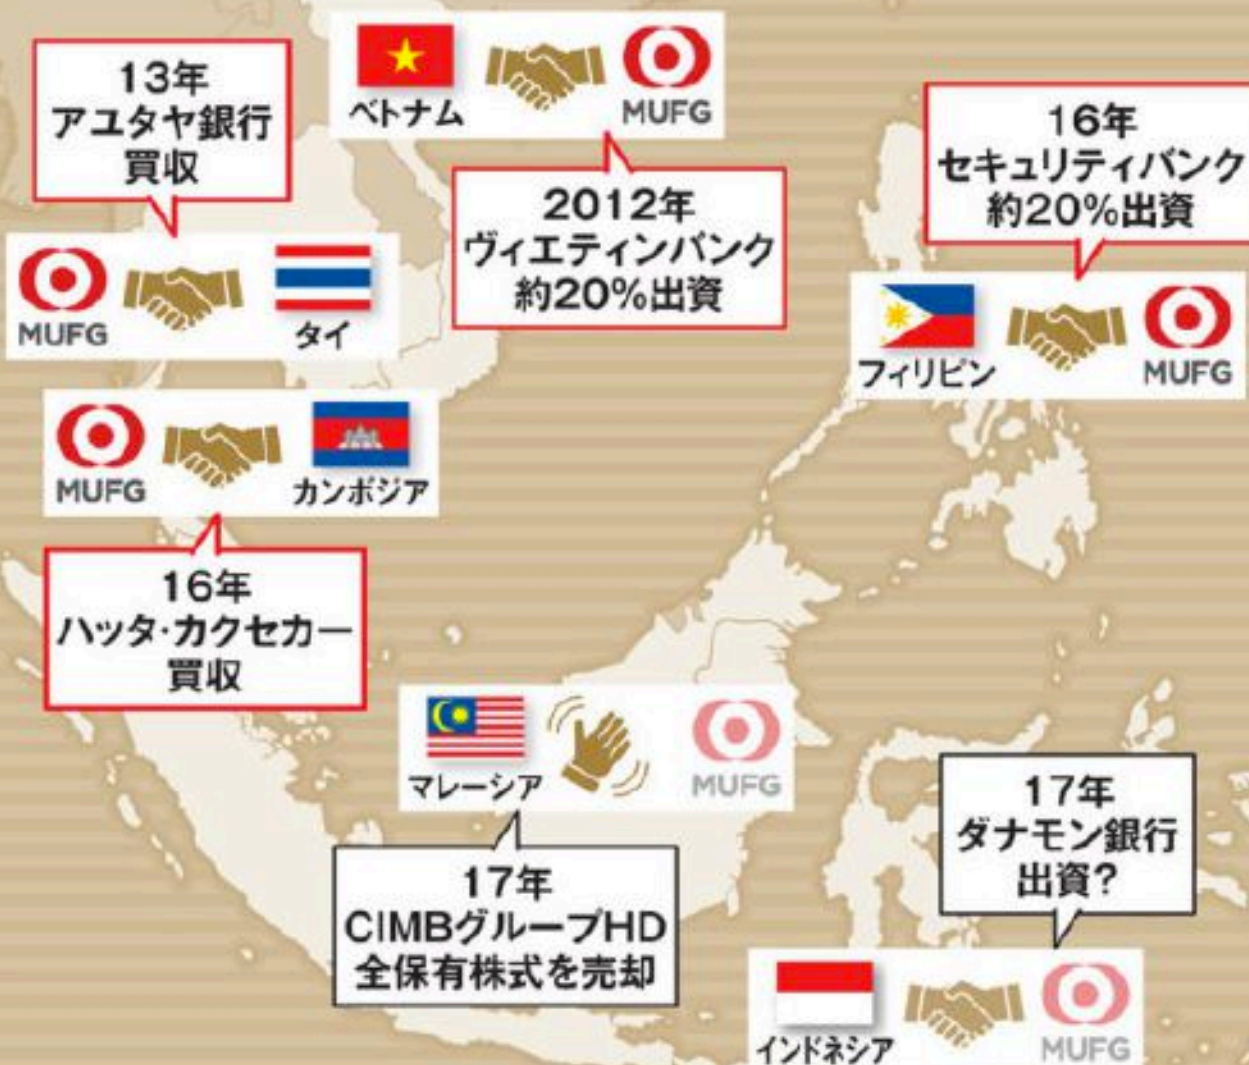 ベトナム
MUFG
2012年
ヴィエティンバンク
約20%出資
13年
アユタヤ銀行
買収
MUFG
タイ
16年
セキュリティバンク
約20%出資
フィリピン
MUFG
MUFG
カンボジア
16年
ハッタ・カクセカー
買収
マレーシア
MUFG
17年
CIMBグループHD
全保有株式を売却
17年
ダナモン銀行
出資?
インドネシア
MUFG